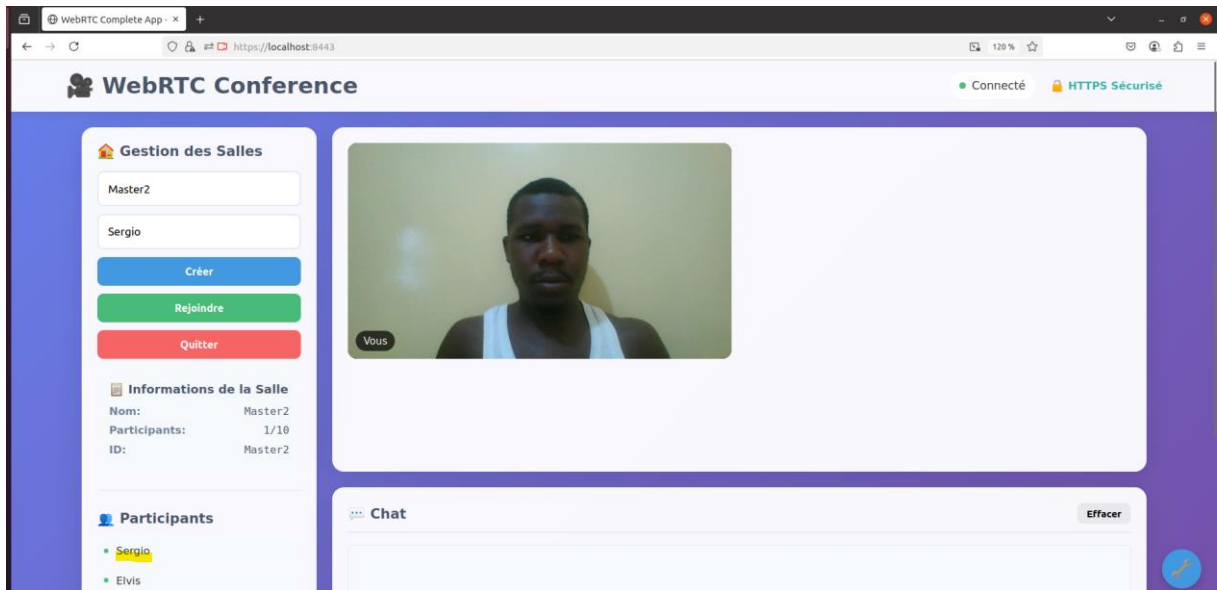 WebRTC Complete App -
https://localhost:8443
120 %
WebRTC Conference
Connecté
HTTPS Sécurisé
Gestion des Salles
Master2
Sergio
Créer
Rejoindre
Quitter
Vous
Informations de la Salle
Nom: Master2
Participants: 1/10
ID: Master2
Participants
Sergio
Elvis
Chat
Effacer